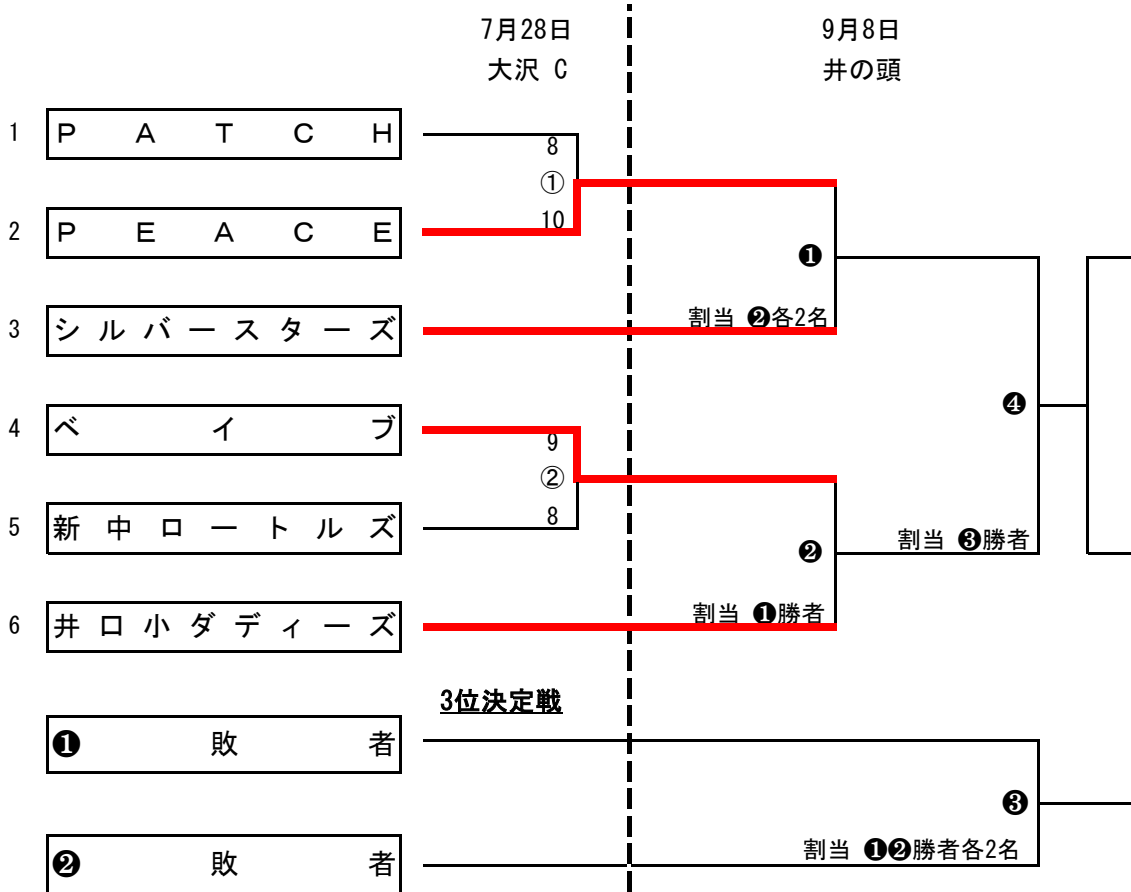 7月28日 9月8日
大沢 C 井の頭
1 ＰＡＴＣＨ 8
①
2 ＰＥＡＣＥ 10
❶
3 シルバースターズ 割当 ❷各2名
❹
4 ベイブ 9
②
5 新中ロートルズ 8
❷ 割当 ❸勝者
6 井口小ダディーズ 割当 ❶勝者
3位決定戦
❶敗者
❸
❷敗者 割当 ❶❷勝者各2名